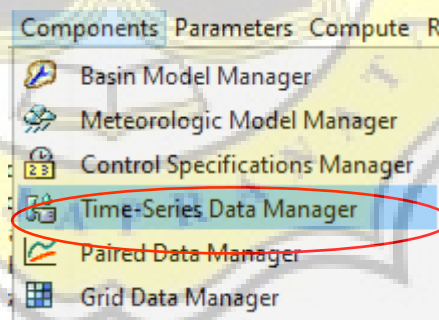 Components Parameters Compute R
Basin Model Manager
Meteorologic Model Manager
Control Specifications Manager
Time-Series Data Manager
Paired Data Manager
Grid Data Manager